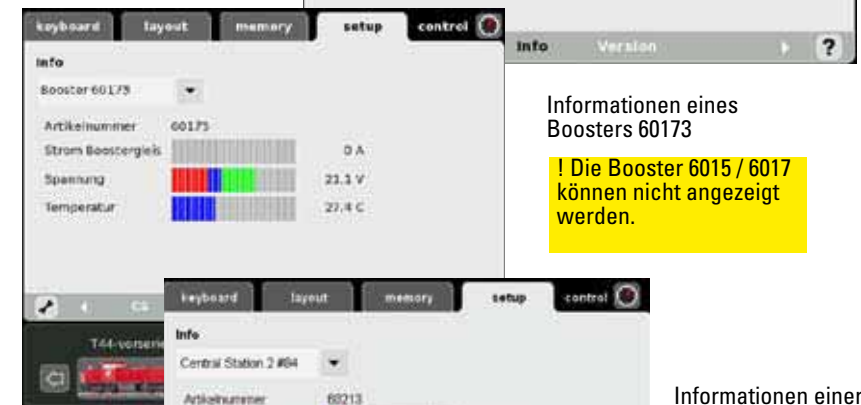 Info Version ?
keyboard layout memory setup control
Info
Booster 60173
Artikelnummer 60173
Strom Boostergleis 0 A
Spannung 23.1 V
Temperatur 27.4 C
CS
T44-vorserie
Informationen eines
Boosters 60173
! Die Booster 6015 / 6017
können nicht angezeigt
werden.
keyboard layout memory setup control
Info
Central Station 2 #84
Artikelnummer 60213
Informationen einer